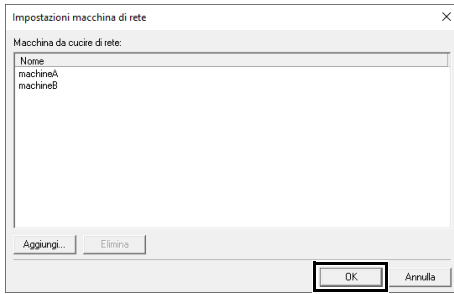 Impostazioni macchina di rete
Macchina da cucire di rete:
Nome
machineA
machineB
Aggiungi... Elimina
OK Annulla